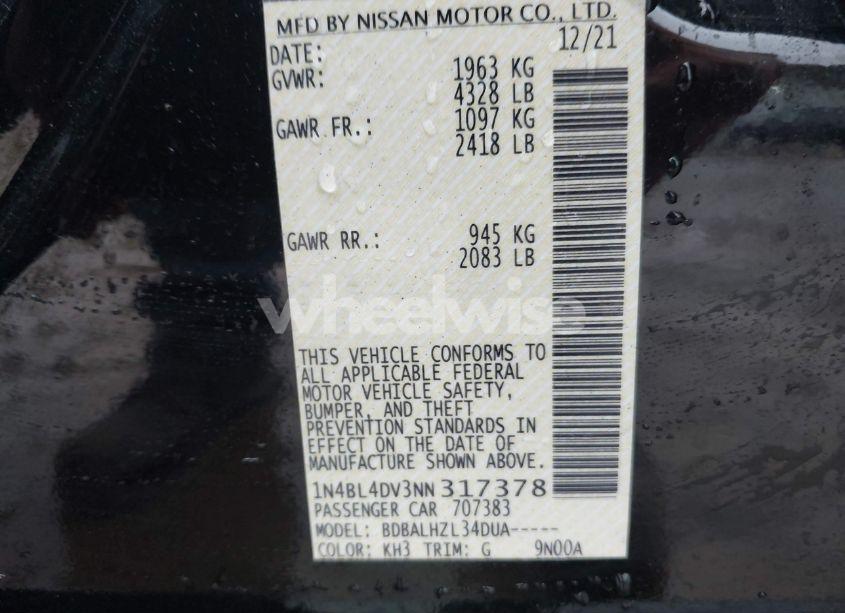 MFD BY NISSAN MOTOR CO., LTD.
DATE: 12/21
GVWR: 1963 KG
4328 LB
GAWR FR.: 1097 KG
2418 LB
GAWR RR.: 945 KG
2083 LB
wheelwise
THIS VEHICLE CONFORMS TO
ALL APPLICABLE FEDERAL
MOTOR VEHICLE SAFETY,
BUMPER, AND THEFT
PREVENTION STANDARDS IN
EFFECT ON THE DATE OF
MANUFACTURE SHOWN ABOVE.
1N4BL4DV3NN317378
PASSENGER CAR 707383
MODEL: BDBALHZL34DUA-----
COLOR: KH3 TRIM: G 9N00A